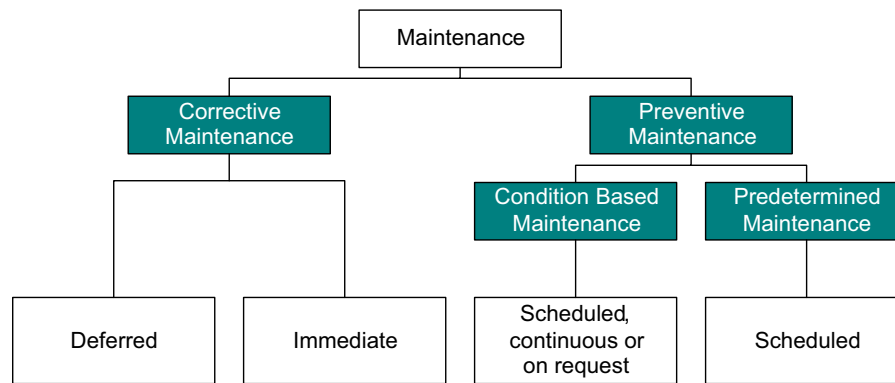 Maintenance
Corrective
Maintenance
Preventive
Maintenance
Condition Based
Maintenance
Predetermined
Maintenance
Deferred
Immediate
Scheduled,
continuous or
on request
Scheduled